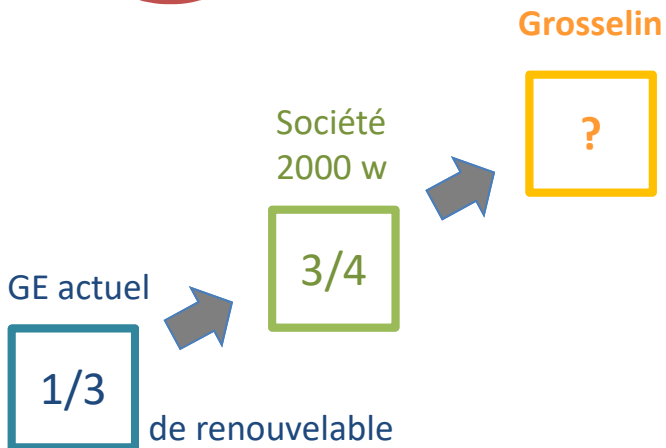 Grosselin
?
Société
2000 w
3/4
GE actuel
1/3
de renouvelable